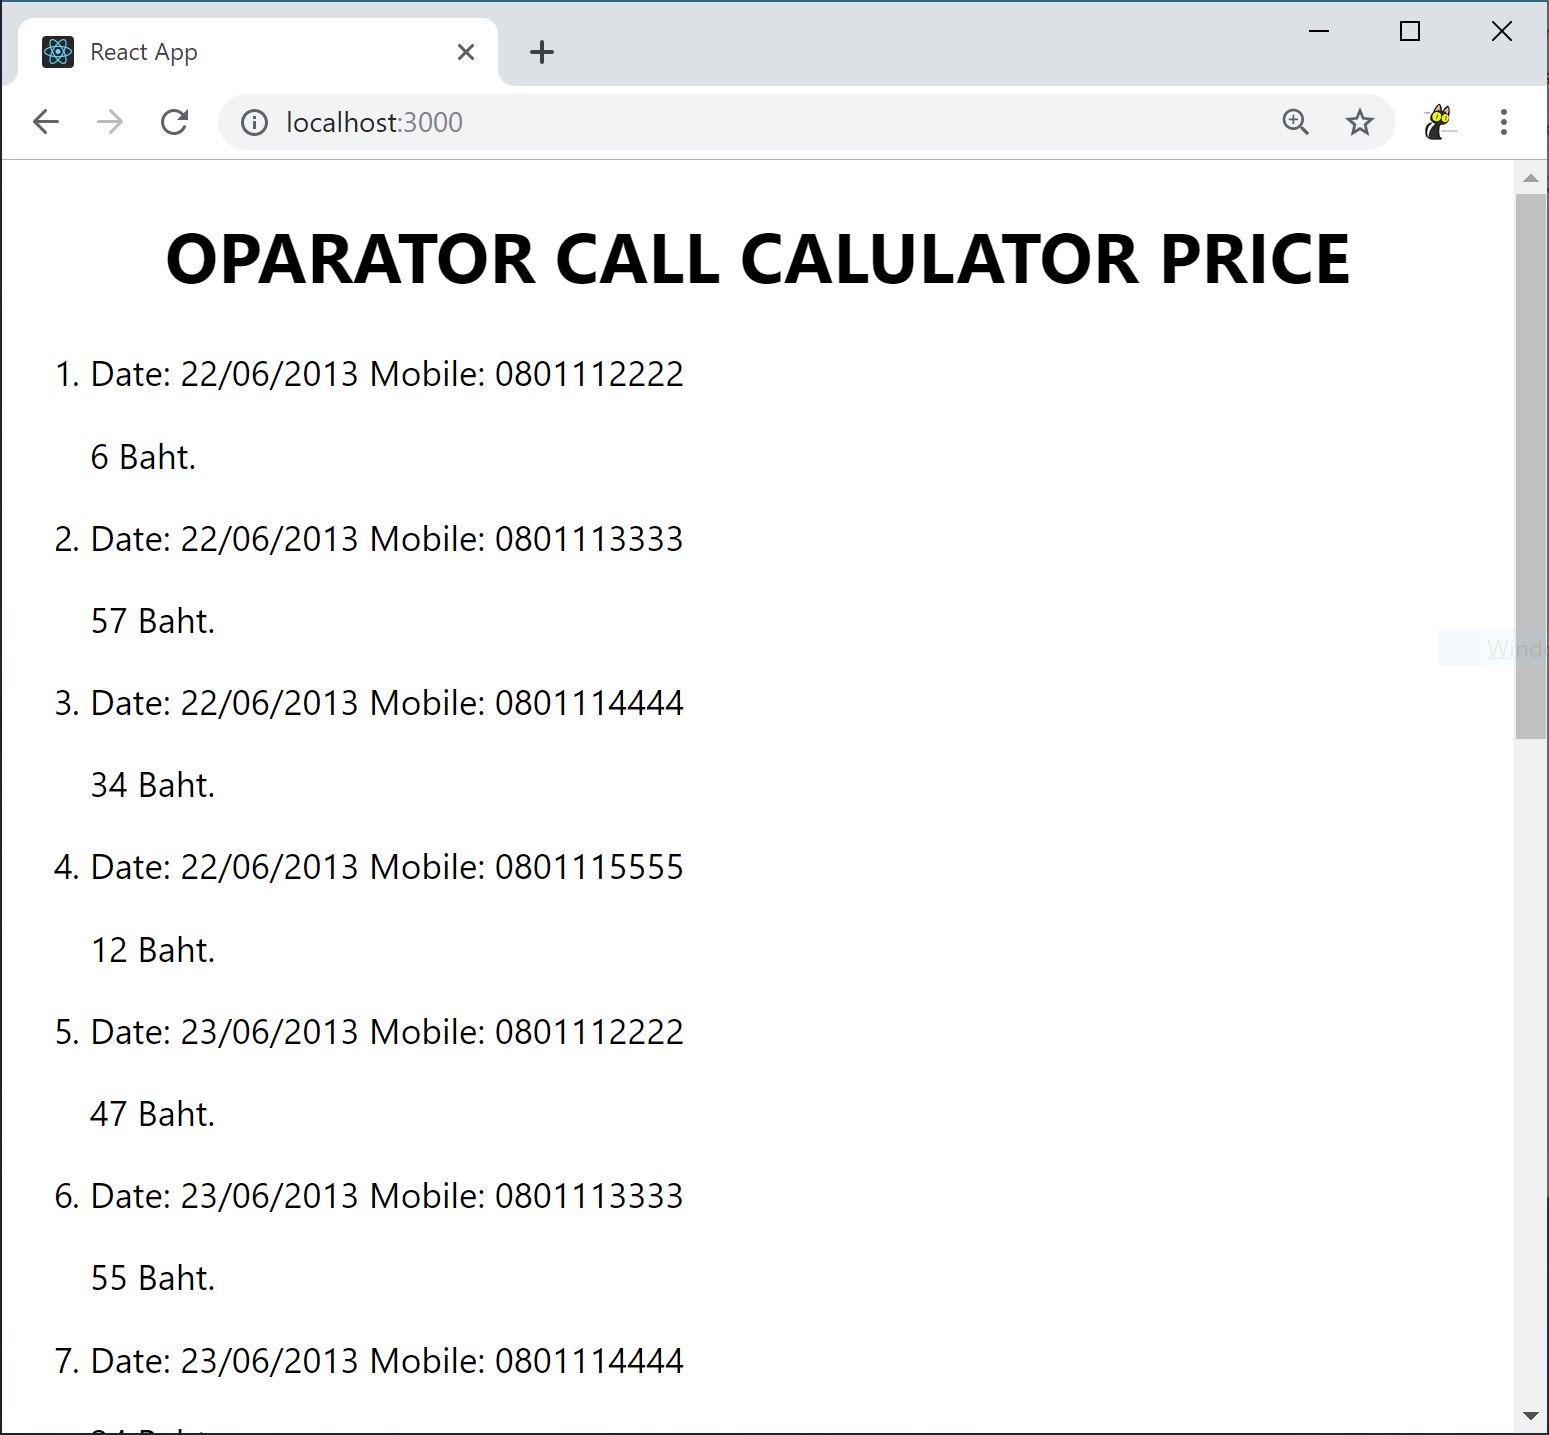 React App
localhost:3000
OPARATOR CALL CALULATOR PRICE
1. Date: 22/06/2013 Mobile: 0801112222
6 Baht.
2. Date: 22/06/2013 Mobile: 0801113333
57 Baht.
3. Date: 22/06/2013 Mobile: 0801114444
34 Baht.
4. Date: 22/06/2013 Mobile: 0801115555
12 Baht.
5. Date: 23/06/2013 Mobile: 0801112222
47 Baht.
6. Date: 23/06/2013 Mobile: 0801113333
55 Baht.
7. Date: 23/06/2013 Mobile: 0801114444